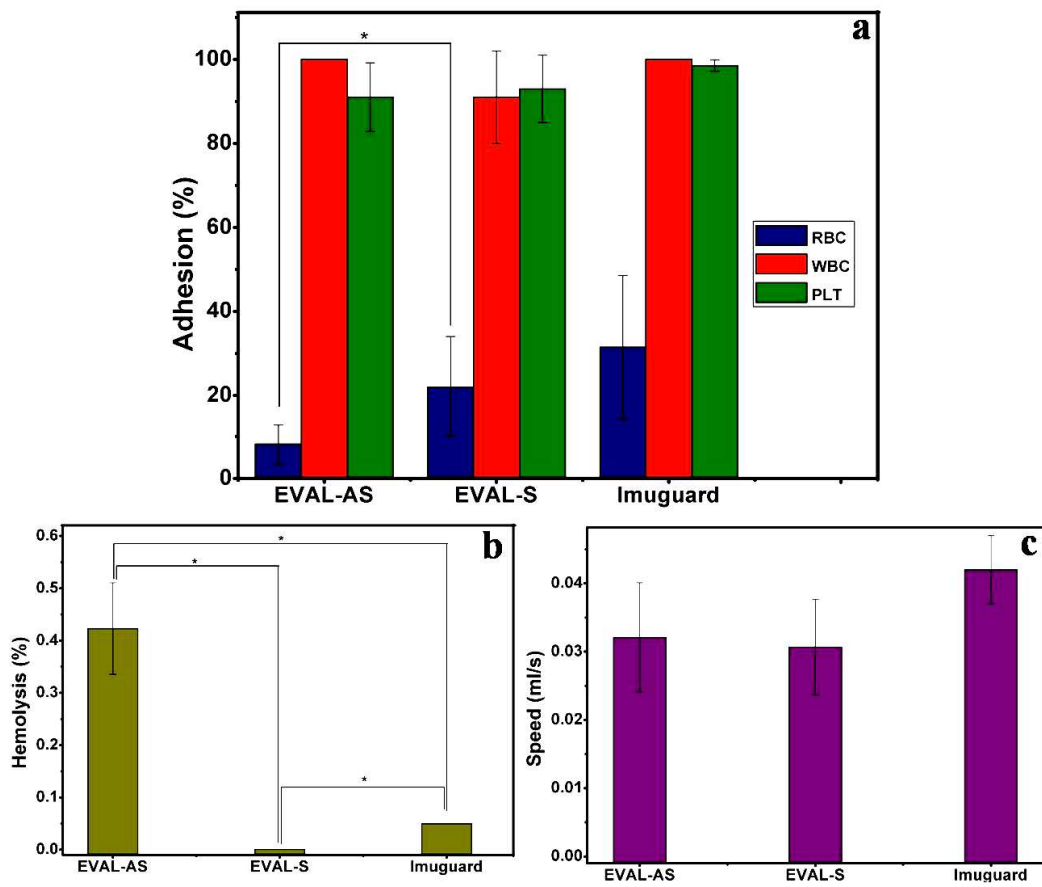 a
*
Adhesion (%)
100
80
60
40
20
0
RBC
WBC
PLT
EVAL-AS
EVAL-S
Imuguard
b
*
*
*
Hemolysis (%)
0.6
0.5
0.4
0.3
0.2
0.1
0.0
EVAL-AS
EVAL-S
Imuguard
c
Speed (ml/s)
0.04
0.03
0.02
0.01
0.00
EVAL-AS
EVAL-S
Imuguard